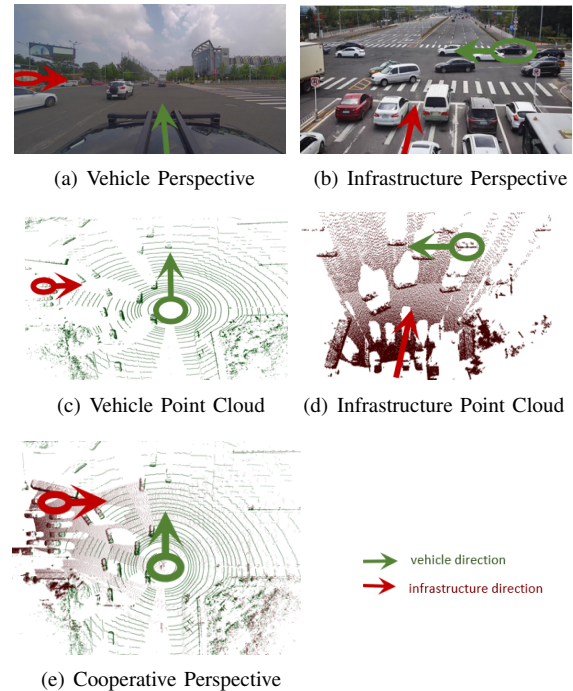 (a) Vehicle Perspective
(b) Infrastructure Perspective
(c) Vehicle Point Cloud
(d) Infrastructure Point Cloud
vehicle direction
infrastructure direction
(e) Cooperative Perspective